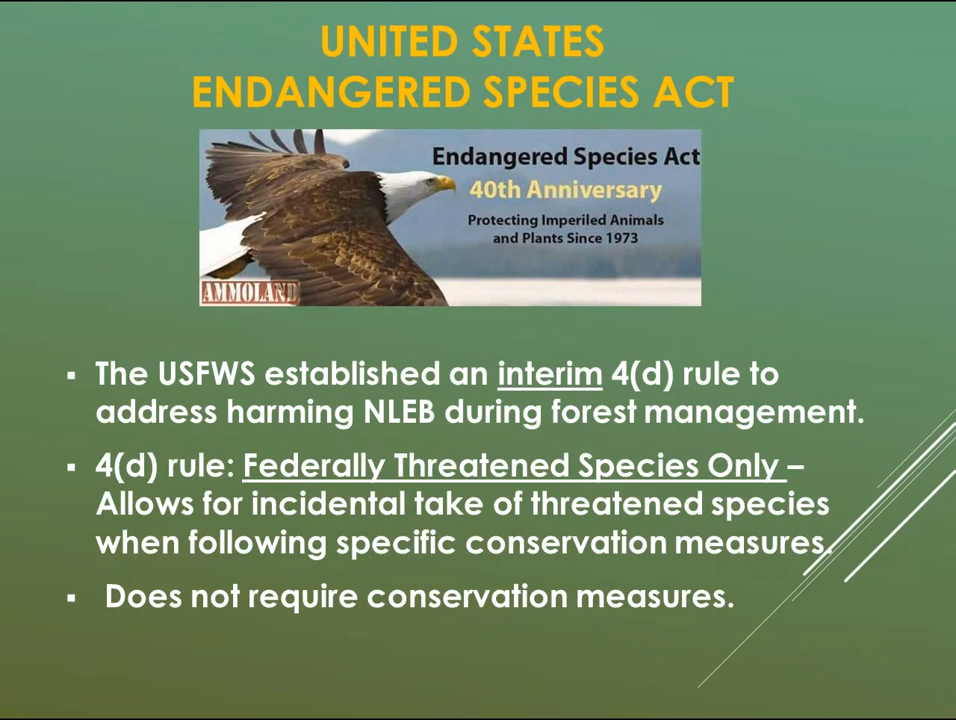 UNITED STATES
ENDANGERED SPECIES ACT
Endangered Species Act
40th Anniversary
Protecting Imperiled Animals
and Plants Since 1973
AMMOLAND
▪ The USFWS established an interim 4(d) rule to
address harming NLEB during forest management.
▪ 4(d) rule: Federally Threatened Species Only –
Allows for incidental take of threatened species
when following specific conservation measures.
▪ Does not require conservation measures.